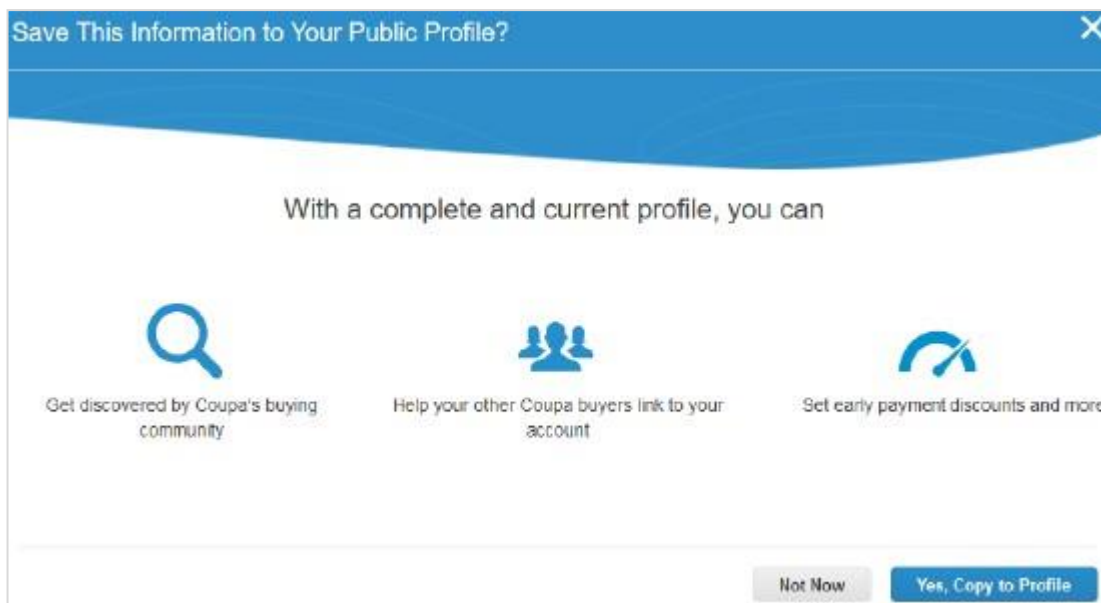 Save This Information to Your Public Profile?
With a complete and current profile, you can
Get discovered by Coupa's buying
community
Help your other Coupa buyers link to your
account
Set early payment discounts and more
Not Now
Yes, Copy to Profile